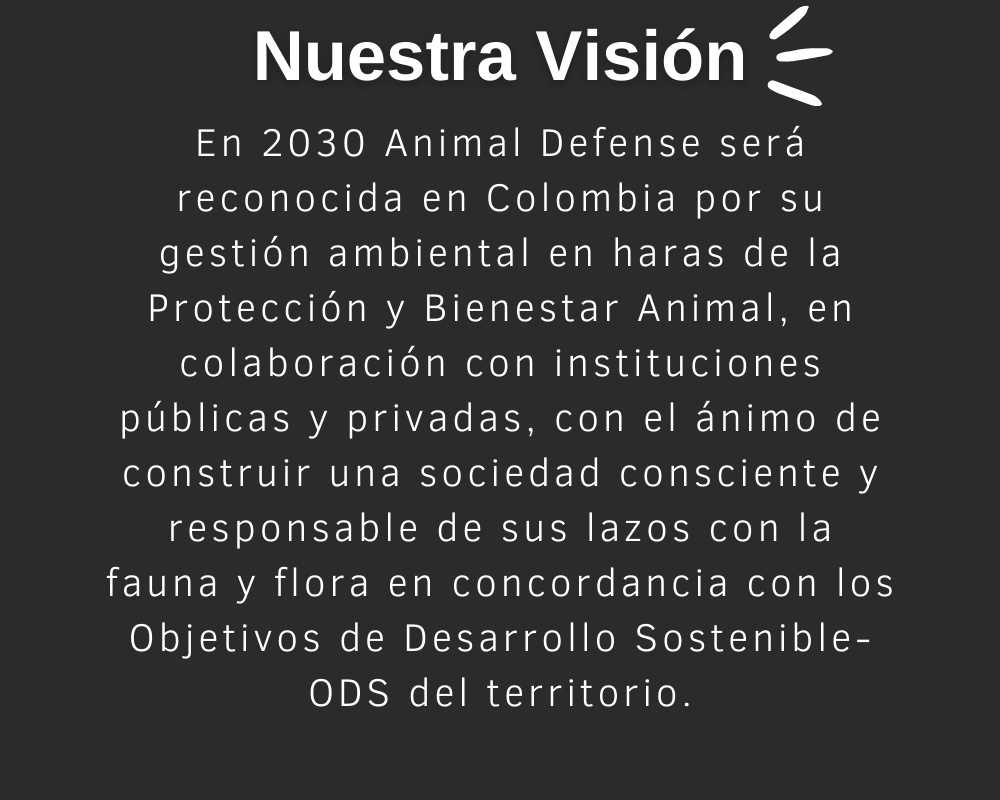 Nuestra Visión
En 2030 Animal Defense será
reconocida en Colombia por su
gestión ambiental en haras de la
Protección y Bienestar Animal, en
colaboración con instituciones
públicas y privadas, con el ánimo de
construir una sociedad consciente y
responsable de sus lazos con la
fauna y flora en concordancia con los
Objetivos de Desarrollo Sostenible-
ODS del territorio.